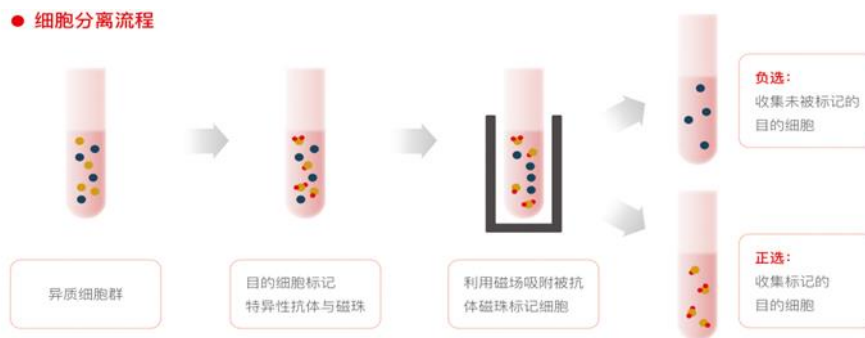 细胞分离流程
异质细胞群
目的细胞标记
特异性抗体与磁珠
利用磁场吸附被抗
体磁珠标记细胞
负选：
收集未被标记的
目的细胞
正选：
收集标记的
目的细胞